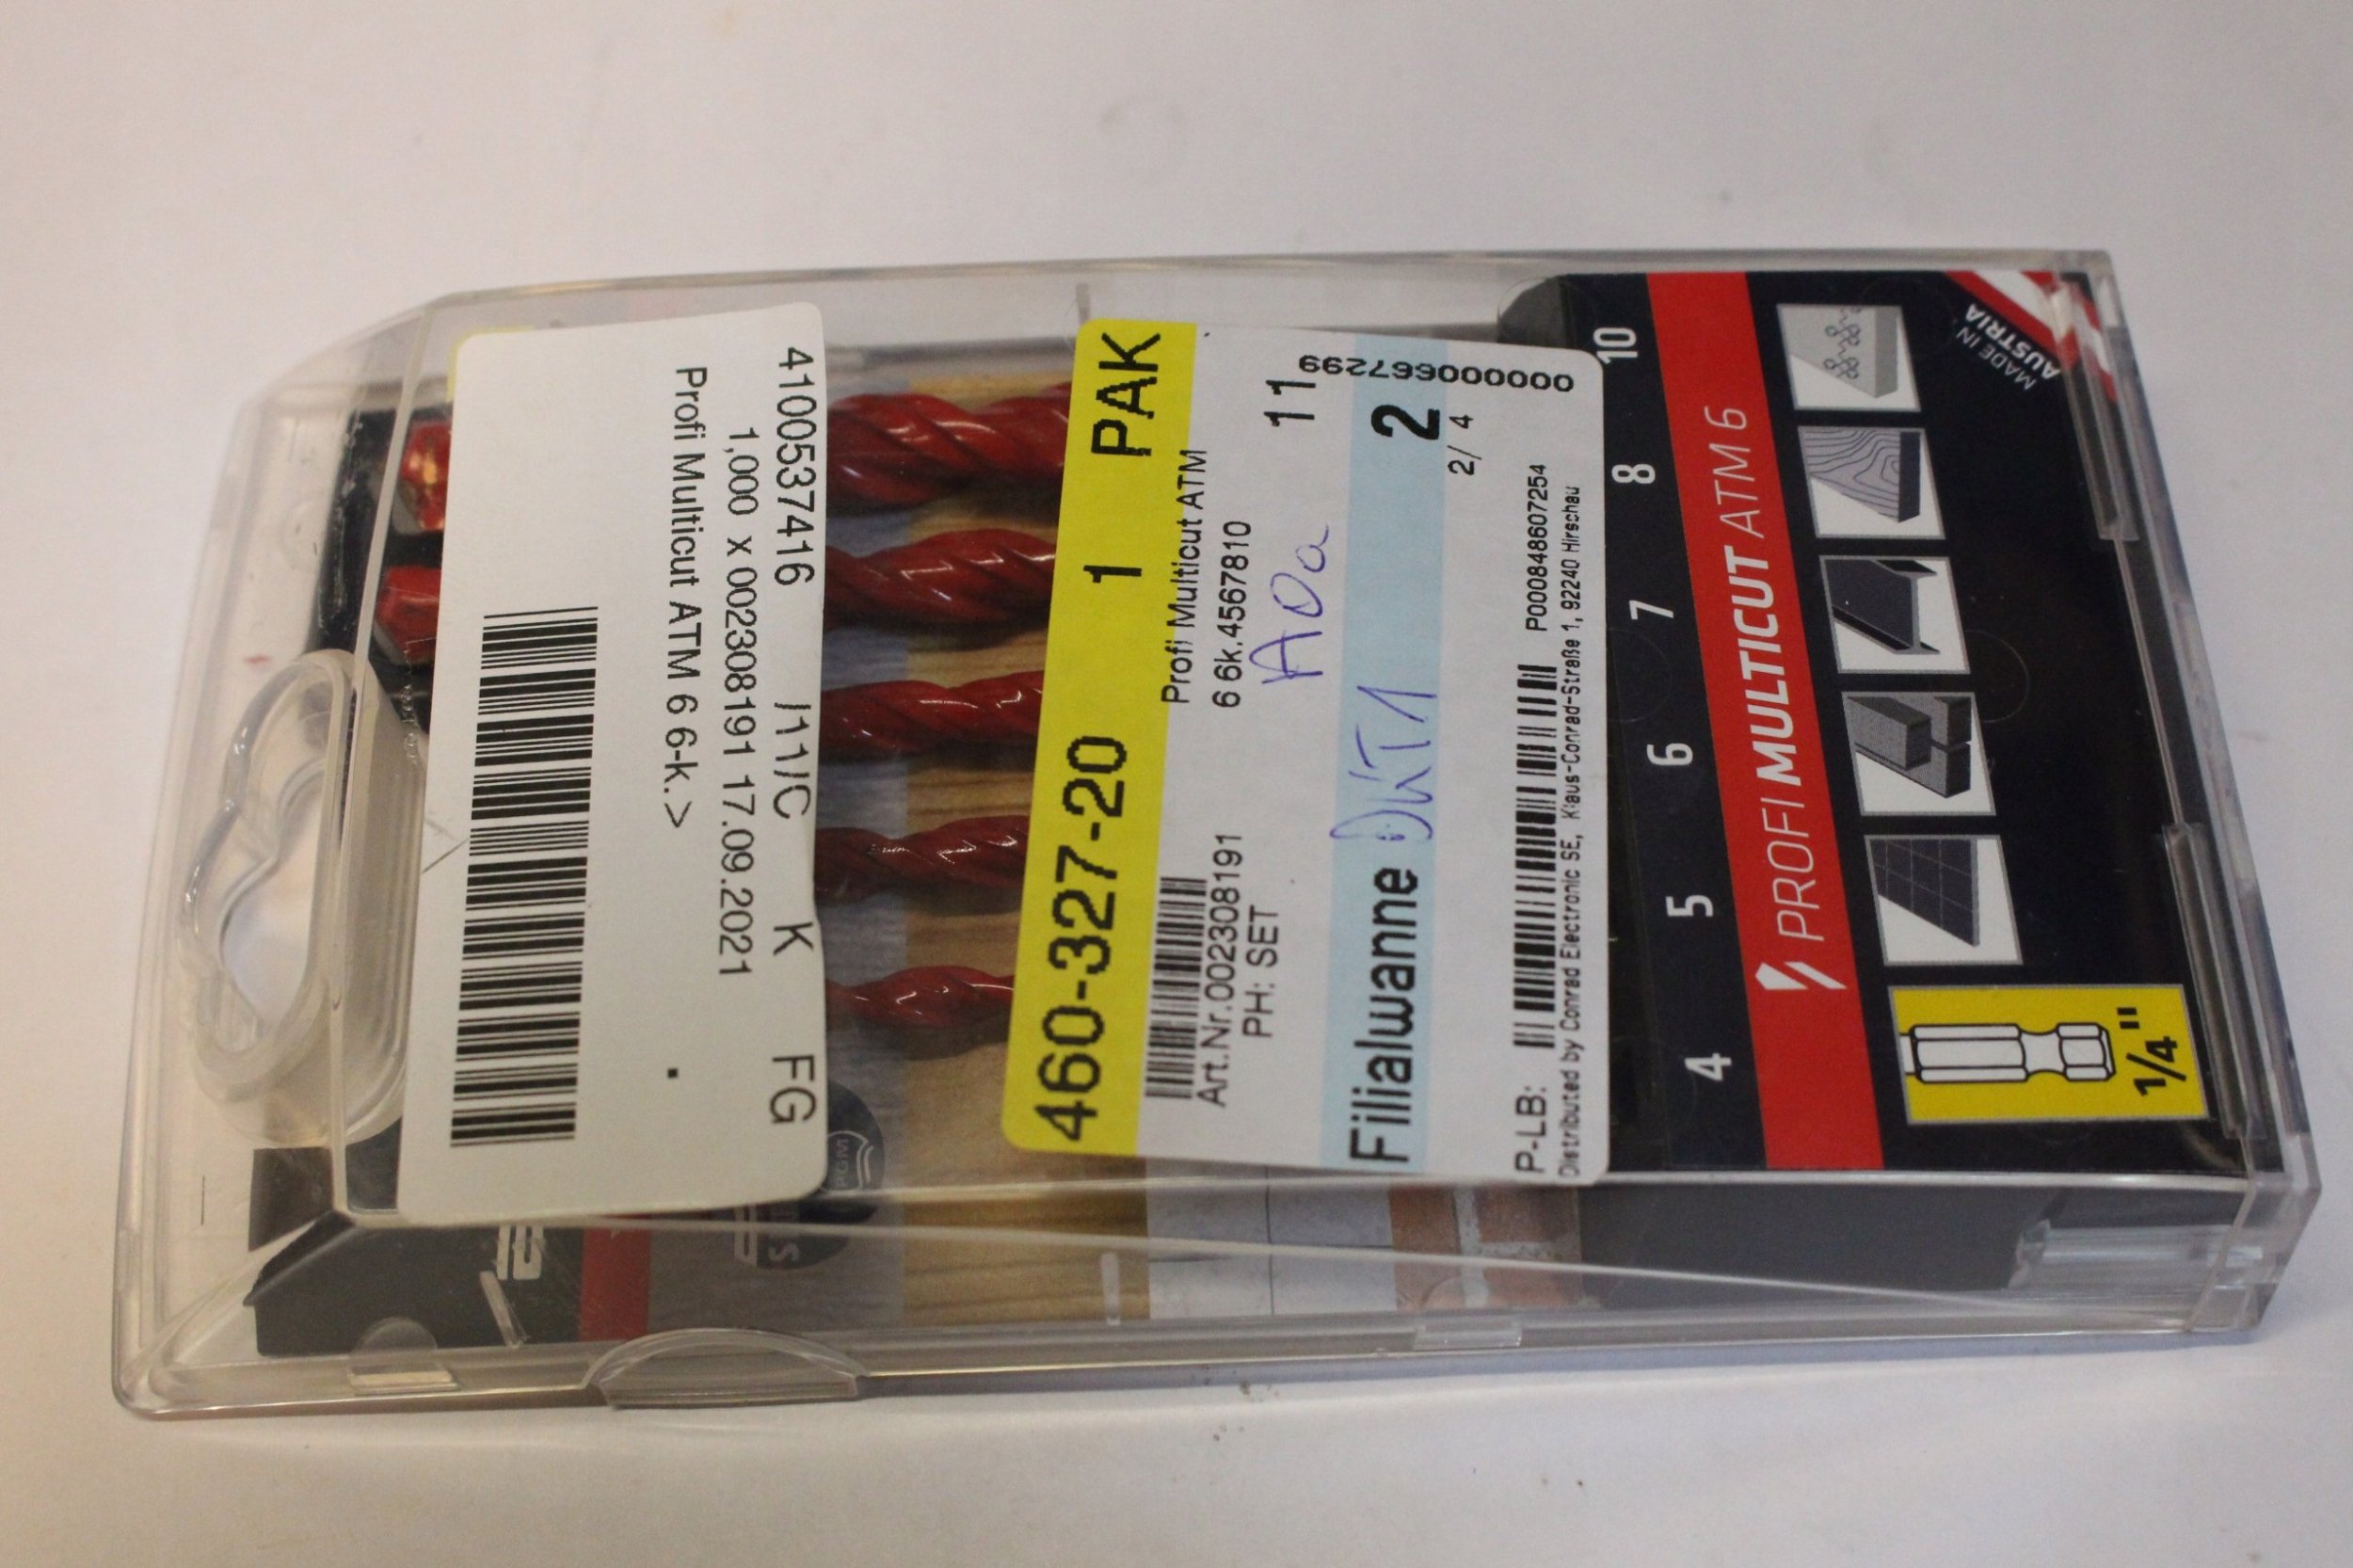 4100537416 /11/C K FG
1,000 x 002308191 17.09.2021
Profi Multicut ATM 6 6-k. >
460-327-20 1 PAK
Profi Multicut ATM
6 6k.4567810
Art.Nr.002308191
PH: SET 11
A0a
Filialwanne 2
2/ 4
000000667299
P-LB: P000848607254
Distributed by Conrad Electronic SE, Klaus-Conrad-Straße 1, 92240 Hirschau
4 5 6 7 8 10
PROFI MULTICUT ATM 6
MADE IN
AUSTRIA
1/4"